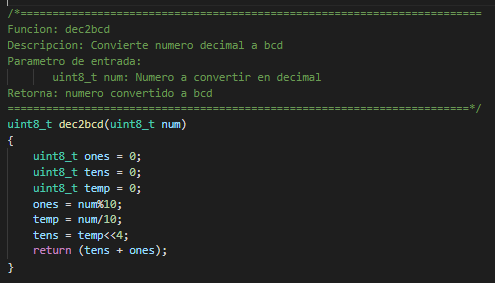 /*=====================================================================
Funcion: dec2bcd
Descripcion: Convierte numero decimal a bcd
Parametro de entrada:
        uint8_t num: Numero a convertir en decimal
Retorna: numero convertido a bcd
=====================================================================*/
uint8_t dec2bcd(uint8_t num)
{
    uint8_t ones = 0;
    uint8_t tens = 0;
    uint8_t temp = 0;
    ones = num%10;
    temp = num/10;
    tens = temp<<4;
    return (tens + ones);
}